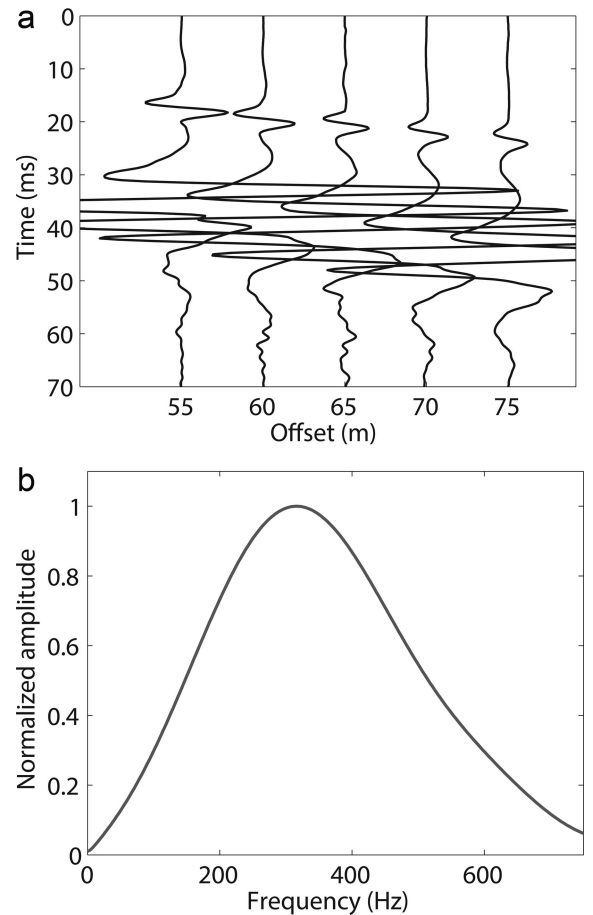 a
0
10
20
30
40
50
60
70
Time (ms)
55 60 65 70 75
Offset (m)
b
1
0.8
0.6
0.4
0.2
0
Normalized amplitude
0 200 400 600
Frequency (Hz)